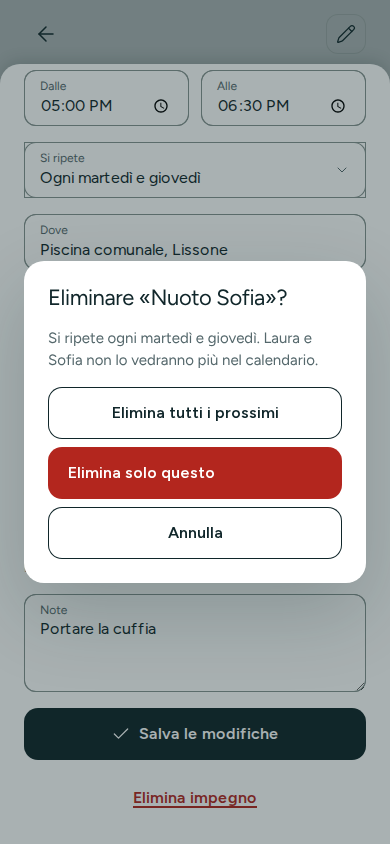 Dalle
Alle
05:00 PM
06:30 PM
Si ripete
Ogni martedì e giovedì
Dove
Piscina comunale, Lissone
Eliminare «Nuoto Sofia»?
Si ripete ogni martedì e giovedì. Laura e
Sofia non lo vedranno più nel calendario.
Elimina tutti i prossimi
Elimina solo questo
Annulla
Note
Portare la cuffia
Salva le modifiche
Elimina impegno